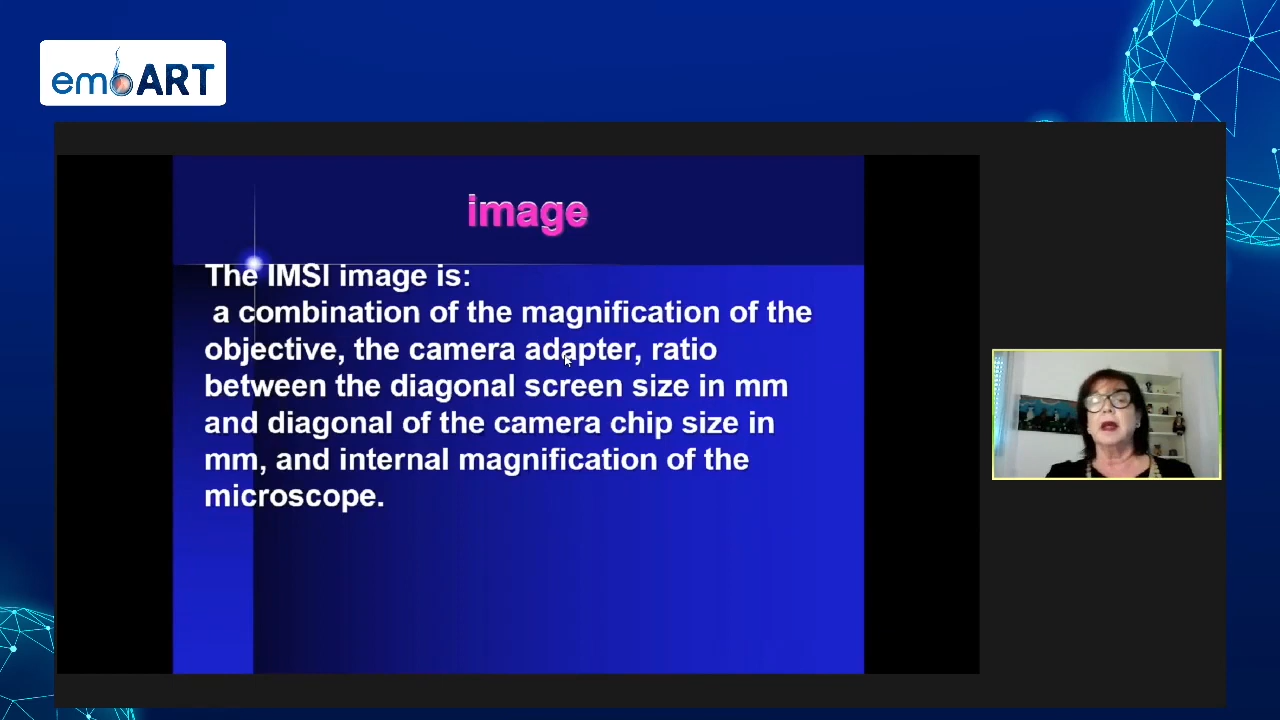 embART
image
The IMSI image is:
a combination of the magnification of the
objective, the camera adapter, ratio
between the diagonal screen size in mm
and diagonal of the camera chip size in
mm, and internal magnification of the
microscope.